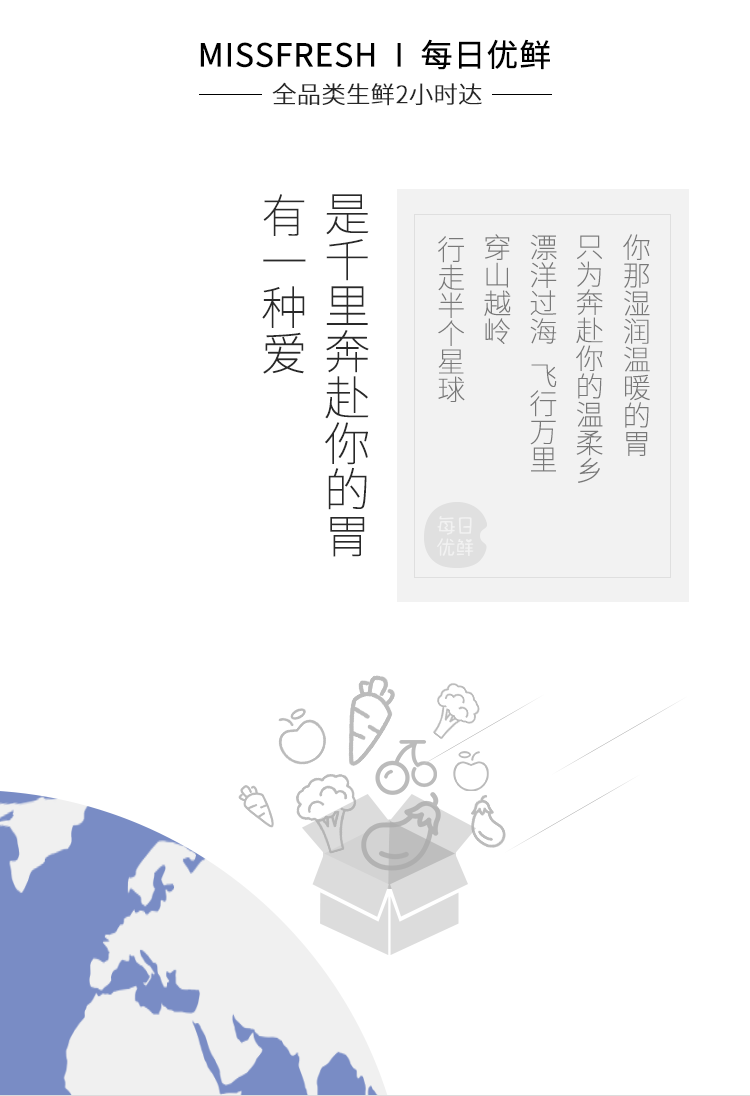 MISSFRESH I 每日优鲜
全品类生鲜2小时达
有一种爱
是千里奔赴你的胃
行走半个星球
穿山越岭
漂洋过海 飞行万里
只为奔赴你的温柔乡
你那湿润温暖的胃
每日
优鲜